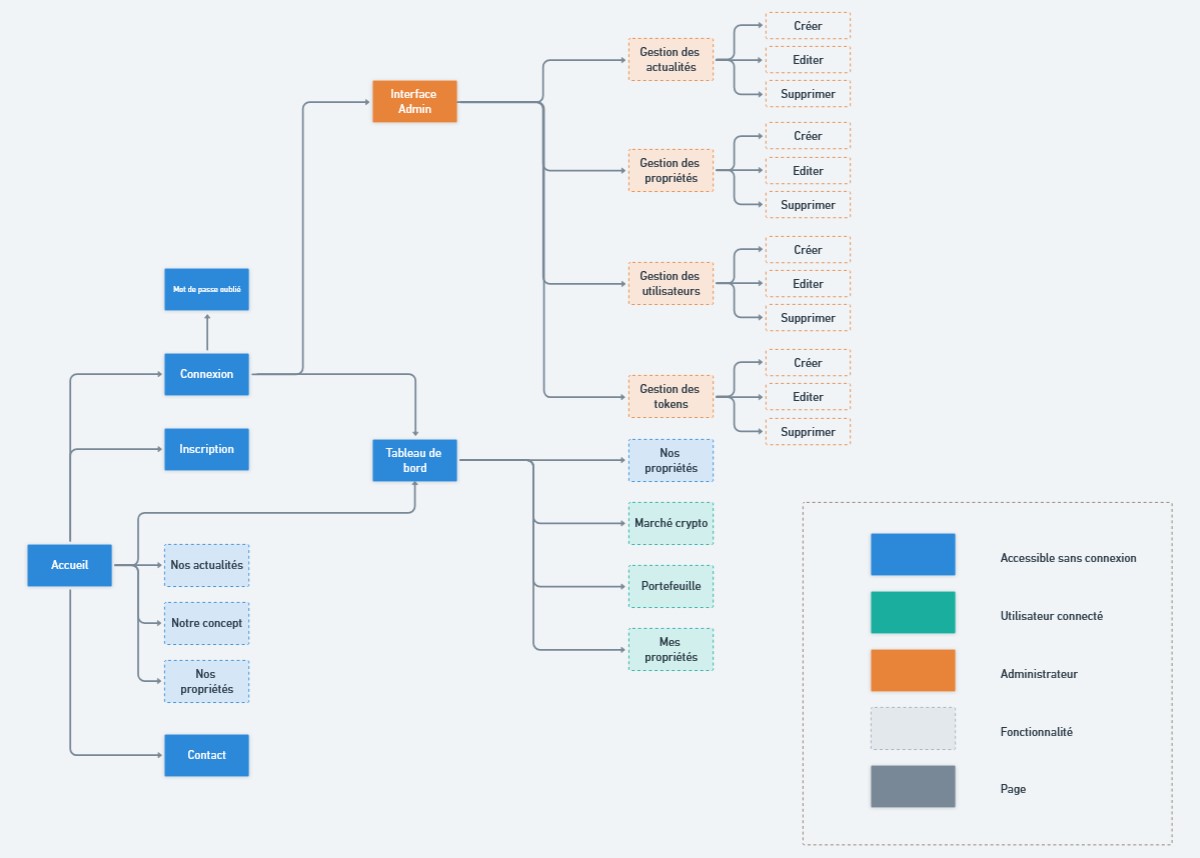 Créer
Gestion des
actualités
Editer
Supprimer
Interface
Admin
Créer
Gestion des
propriétés
Editer
Supprimer
Créer
Gestion des
utilisateurs
Editer
Supprimer
Mot de passe oublié
Créer
Gestion des
tokens
Editer
Supprimer
Connexion
Inscription
Tableau de
bord
Nos
propriétés
Marché crypto
Portefeuille
Mes
propriétés
Accueil
Nos actualités
Notre concept
Nos
propriétés
Contact
Accessible sans connexion
Utilisateur connecté
Administrateur
Fonctionnalité
Page